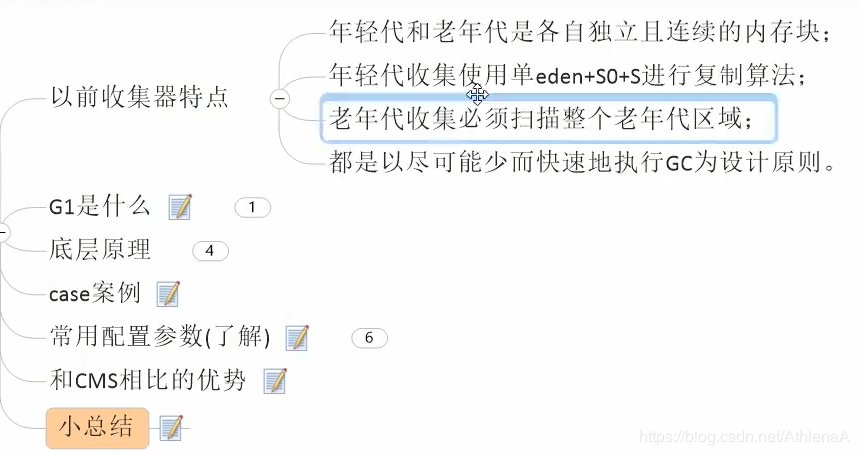 年轻代和老年代是各自独立且连续的内存块；
年轻代收集使用单eden+S0+S进行复制算法；
以前收集器特点
老年代收集必须扫描整个老年代区域；
都是以尽可能少而快速地执行GC为设计原则。
G1是什么 1
底层原理 4
case案例
常用配置参数(了解) 6
和CMS相比的优势
小总结
https://blog.csdn.net/AthlenaA